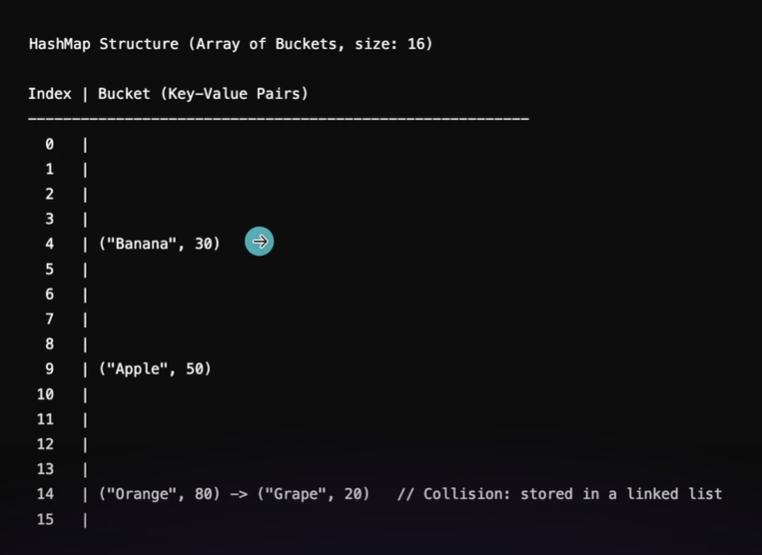 HashMap Structure (Array of Buckets, size: 16)
Index | Bucket (Key-Value Pairs)
0 |
1 |
2 |
3 |
4 | ("Banana", 30)
5 |
6 |
7 |
8 |
9 | ("Apple", 50)
10 |
11 |
12 |
13 |
14 | ("Orange", 80) -> ("Grape", 20) // Collision: stored in a linked list
15 |